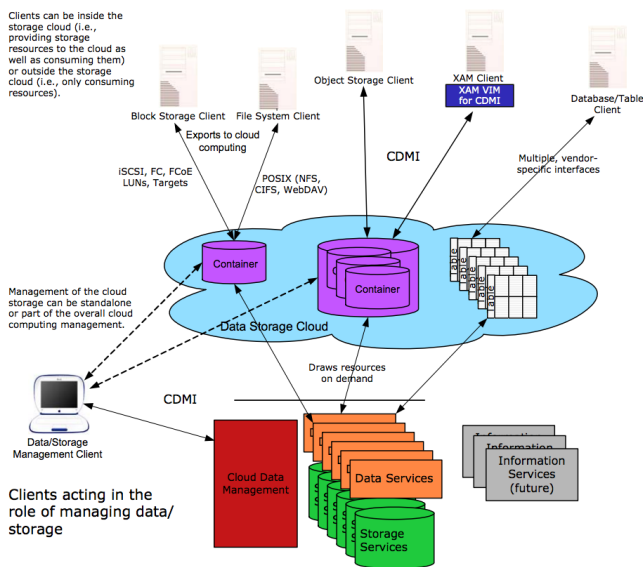 Clients can be inside the
storage cloud (i.e.,
providing storage
resources to the cloud as
well as consuming them)
or outside the storage
cloud (i.e., only consuming
resources).
Block Storage Client
File System Client
Object Storage Client
XAM Client
XAM VIM
for CDMI
Database/Table
Client
Exports to cloud
computing
CDMI
iSCSI, FC, FCoE
LUNs, Targets
POSIX (NFS,
CIFS, WebDAV)
Multiple, vendor-
specific interfaces
Container
Container
Table
Table
Table
Table
Table
Management of the cloud
storage can be standalone
or part of the overall cloud
computing management.
Data Storage Cloud
Draws resources
on demand
CDMI
Data/Storage
Management Client
Cloud Data
Management
Data Services
Storage
Services
Information
Information
Information
Services
(future)
Clients acting in the
role of managing data/
storage